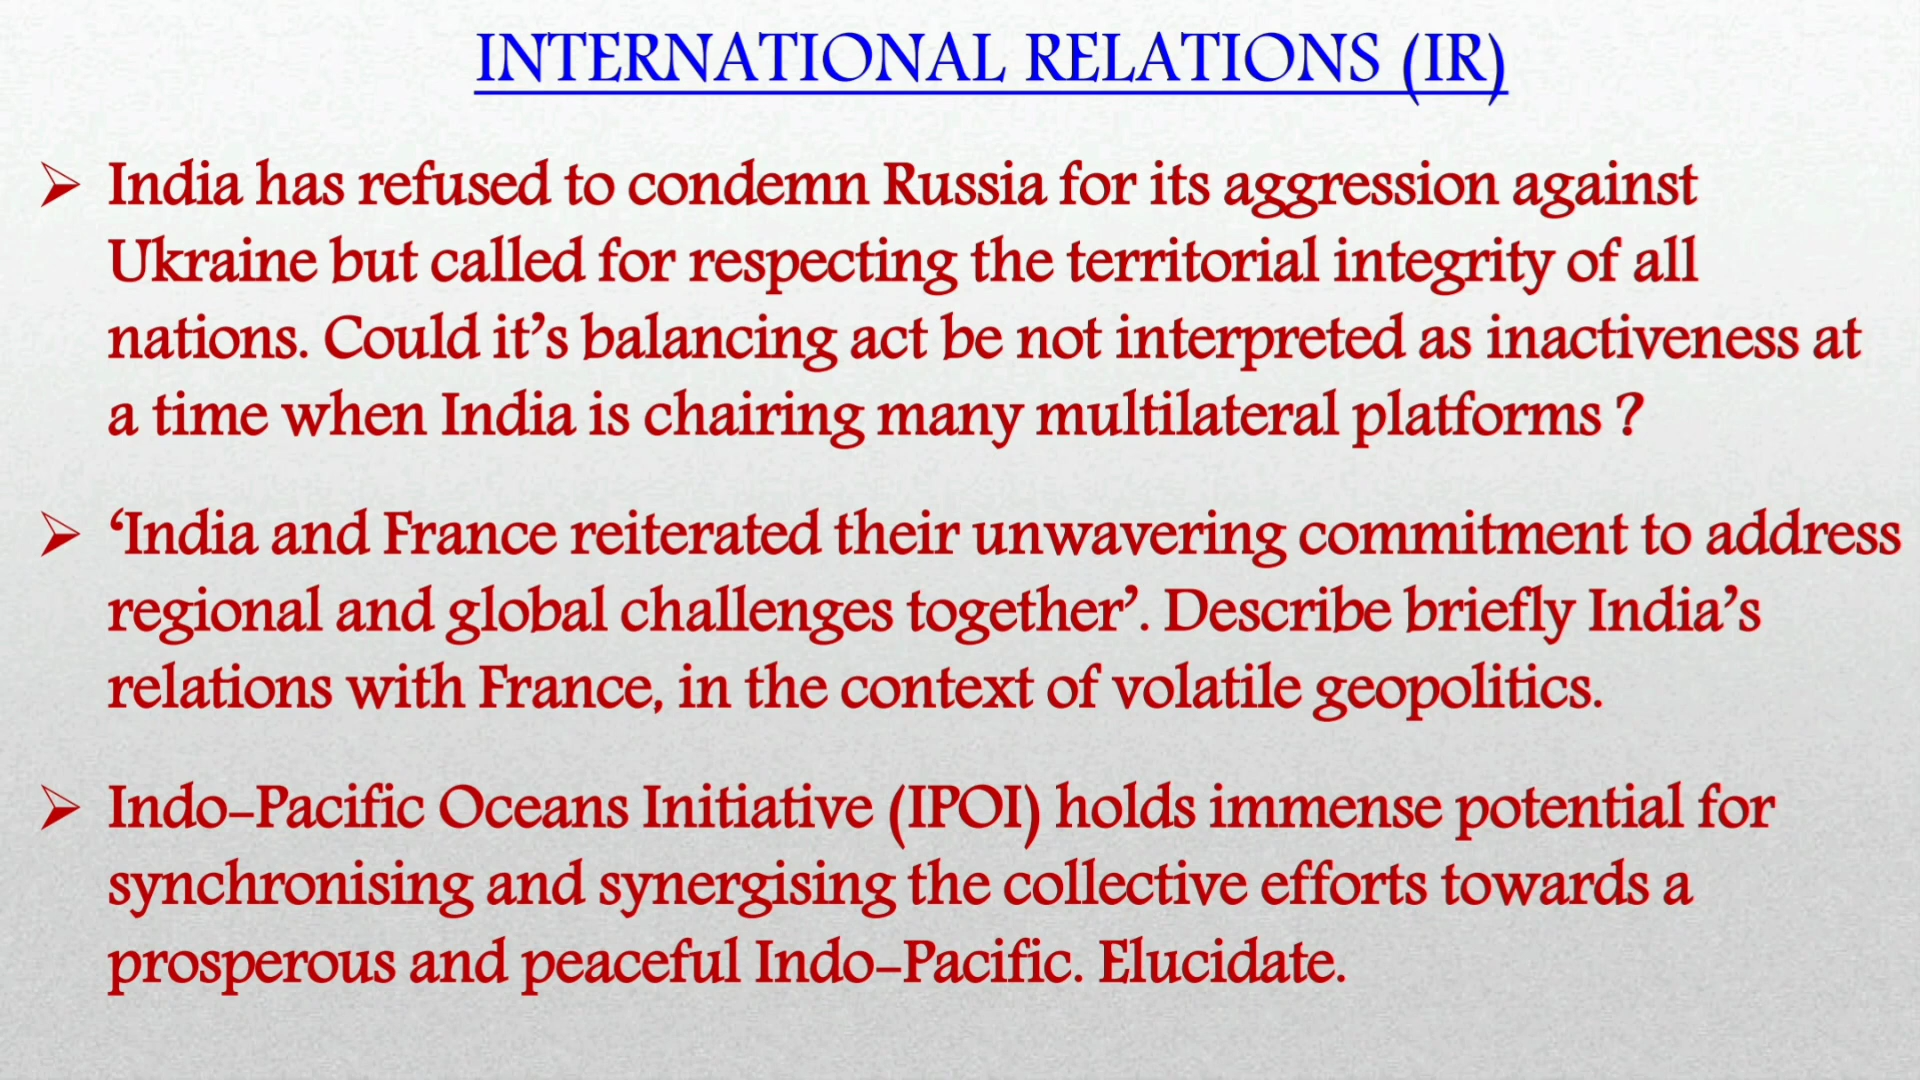 INTERNATIONAL RELATIONS (IR)
India has refused to condemn Russia for its aggression against
Ukraine but called for respecting the territorial integrity of all
nations. Could it’s balancing act be not interpreted as inactiveness at
a time when India is chairing many multilateral platforms ?
‘India and France reiterated their unwavering commitment to address
regional and global challenges together’. Describe briefly India’s
relations with France, in the context of volatile geopolitics.
Indo-Pacific Oceans Initiative (IPOI) holds immense potential for
synchronising and synergising the collective efforts towards a
prosperous and peaceful Indo-Pacific. Elucidate.